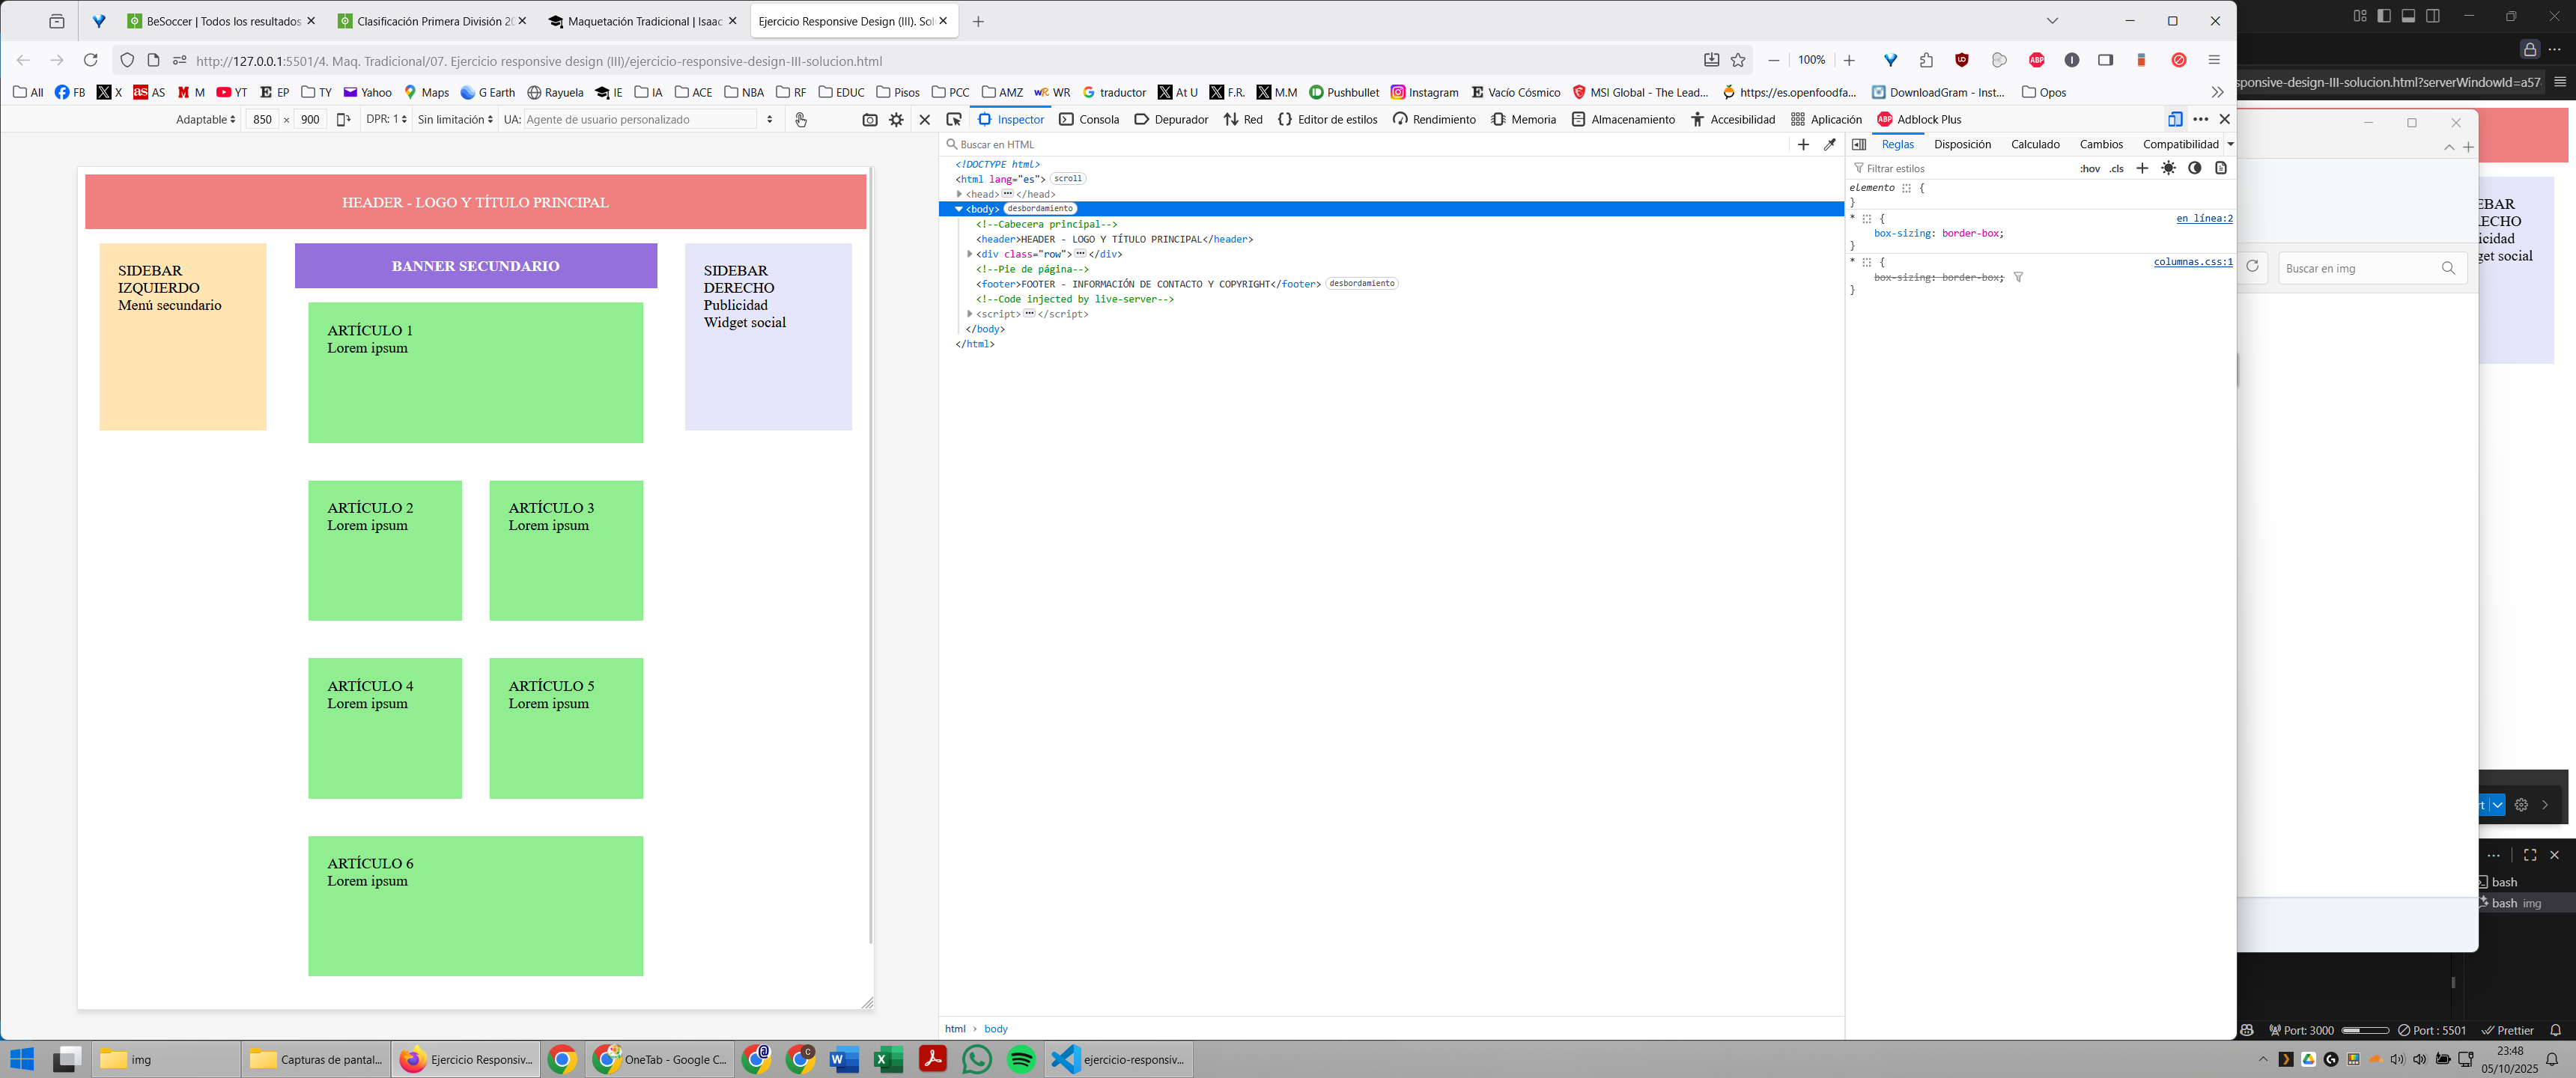 BeSoccer | Todos los resultados
Clasificación Primera División 20
Maquetación Tradicional | Isaac
Ejercicio Responsive Design (III). Sol
http://127.0.0.1:5501/4. Maq. Tradicional/07. Ejercicio responsive design (III)/ejercicio-responsive-design-III-solucion.html
100%
sponsive-design-III-solucion.html?serverWindowId=a57
All FB X AS M YT EP TY Yahoo Maps G Earth Rayuela IE IA ACE NBA RF EDUC Pisos PCC AMZ WR traductor At U F.R. M.M Pushbullet Instagram Vacío Cósmico MSI Global - The Lead... https://es.openfoodfa... DownloadGram - Inst... Opos
Adaptable 850 × 900 DPR: 1 Sin limitación UA: Agente de usuario personalizado
Inspector Consola Depurador Red Editor de estilos Rendimiento Memoria Almacenamiento Accesibilidad Aplicación Adblock Plus
HEADER - LOGO Y TÍTULO PRINCIPAL
SIDEBAR
IZQUIERDO
Menú secundario
BANNER SECUNDARIO
SIDEBAR
DERECHO
Publicidad
Widget social
ARTÍCULO 1
Lorem ipsum
ARTÍCULO 2
Lorem ipsum
ARTÍCULO 3
Lorem ipsum
ARTÍCULO 4
Lorem ipsum
ARTÍCULO 5
Lorem ipsum
ARTÍCULO 6
Lorem ipsum
Buscar en HTML
<!DOCTYPE html>
<html lang="es"> scroll
<head> ••• </head>
<body> desbordamiento
<!--Cabecera principal-->
<header>HEADER - LOGO Y TÍTULO PRINCIPAL</header>
<div class="row"> ••• </div>
<!--Pie de página-->
<footer>FOOTER - INFORMACIÓN DE CONTACTO Y COPYRIGHT</footer> desbordamiento
<!--Code injected by live-server-->
<script> ••• </script>
</body>
</html>
html › body
Reglas Disposición Calculado Cambios Compatibilidad
Filtrar estilos :hov .cls
elemento {
}
* { en línea:2
box-sizing: border-box;
}
* { columnas.css:1
box-sizing: border-box;
}
EBAR
ECHO
icidad
get social
Buscar en img
bash
bash img
Port: 3000 Port : 5501 Prettier
img
Capturas de pantal...
Ejercicio Responsiv...
OneTab - Google C...
ejercicio-responsiv...
23:48
05/10/2025